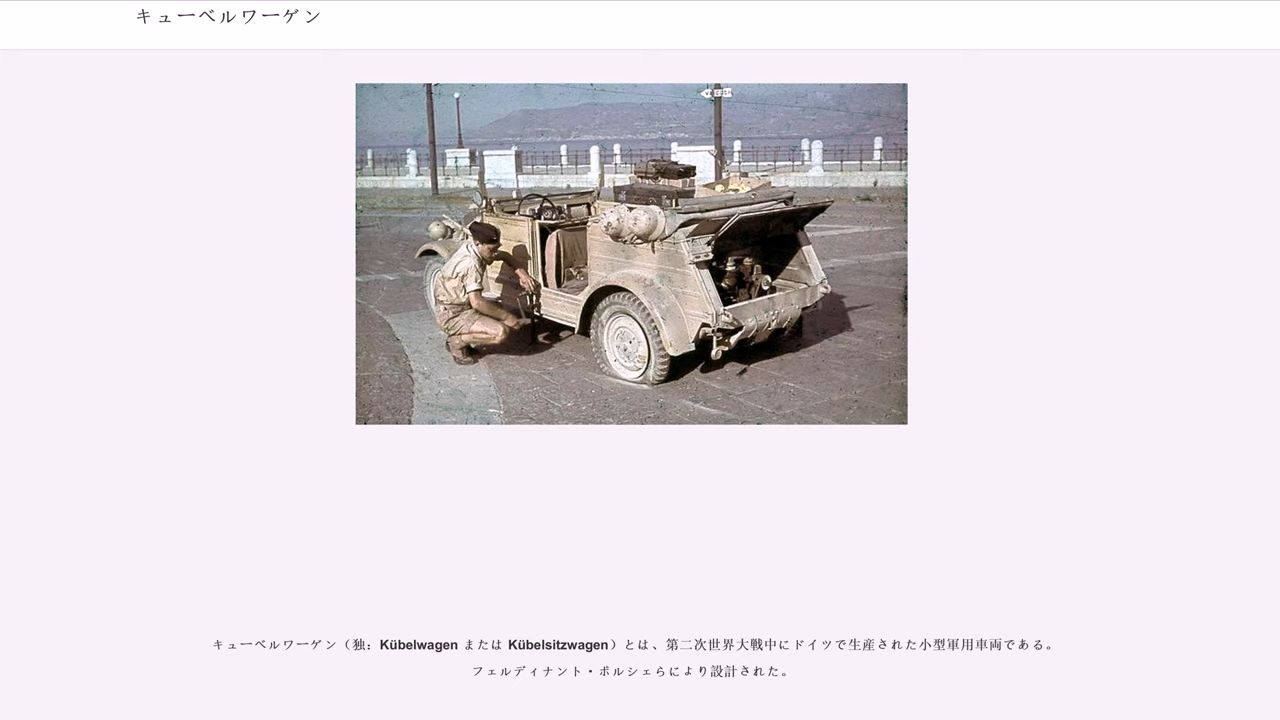 キューベルワーゲン
キューベルワーゲン（独：Kübelwagen または Kübelsitzwagen）とは、第二次世界大戦中にドイツで生産された小型軍用車両である。
フェルディナント・ポルシェらにより設計された。